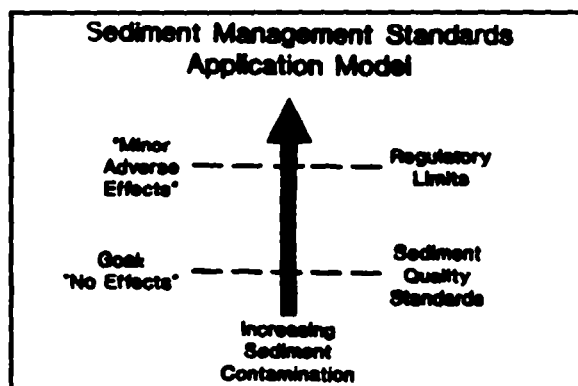 Sediment Management Standards
Application Model
"Minor
Adverse
Effects"
Regulatory
Limits
Goal:
"No Effects"
Sediment
Quality
Standards
Increasing
Sediment
Contamination